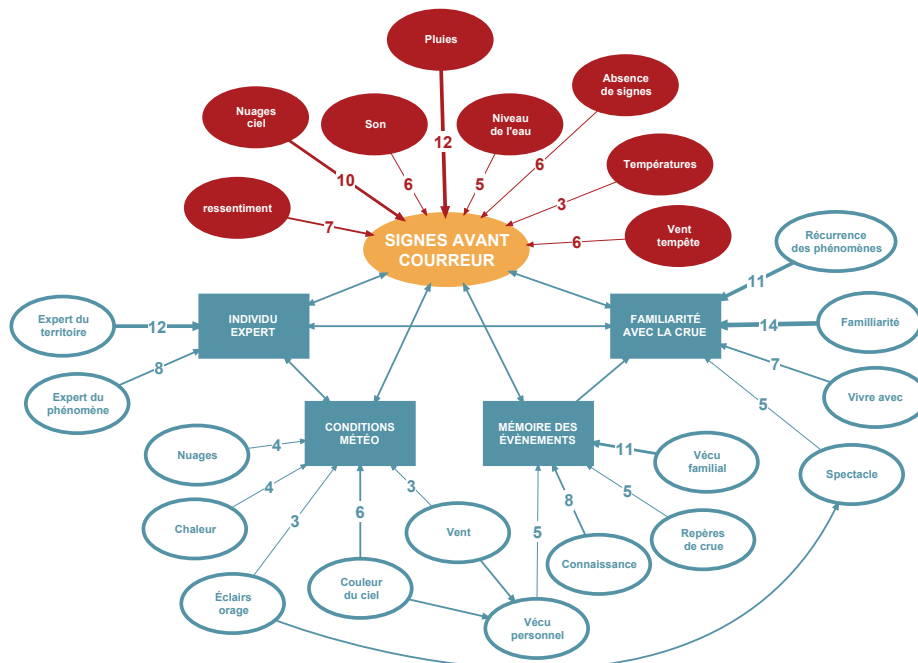 Pluies
Absence
de signes
Nuages
ciel
Son
Niveau
de l'eau
12
6
10
6
5
Températures
3
ressentiment
7
SIGNES AVANT
COURREUR
6
Vent
tempête
Récurrence
des phénomènes
11
Expert du
territoire
12
INDIVIDU
EXPERT
FAMILIARITÉ
AVEC LA CRUE
14
Familliarité
8
7
Expert du
phénomène
Vivre avec
5
CONDITIONS
MÉTÉO
MÉMOIRE DES
ÉVÈNEMENTS
Nuages
4
11
Vécu
familial
Spectacle
4
3
8
5
Chaleur
3
6
Vent
5
Repères
de crue
Connaissance
Éclairs
orage
Couleur
du ciel
Vécu
personnel